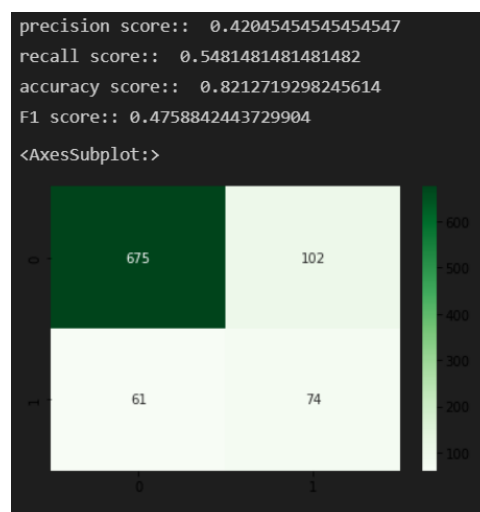 precision score::  0.42045454545454547
recall score::  0.5481481481481482
accuracy score::  0.8212719298245614
F1 score:: 0.4758842443729904
<AxesSubplot:>
600
0
675
102
500
400
300
1
61
74
200
100
0
1